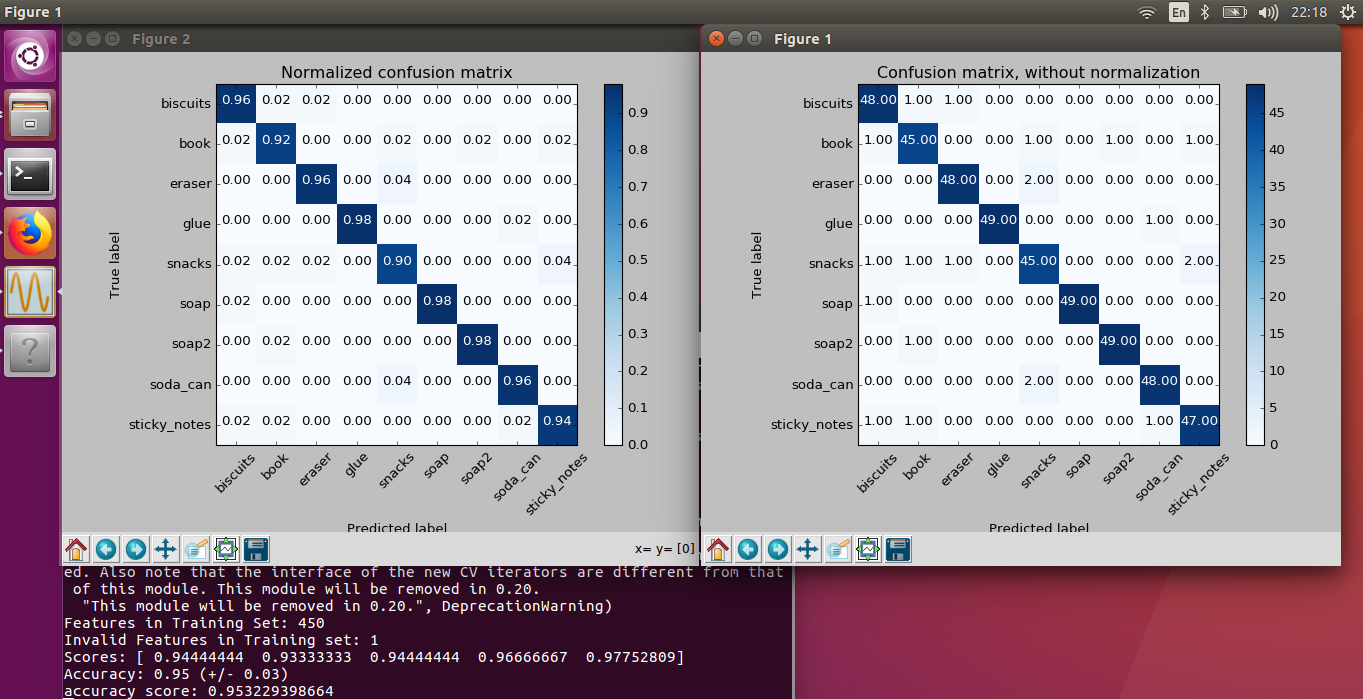 Figure 1
En
22:18
Figure 2
Normalized confusion matrix
True label
biscuits 0.96 0.02 0.02 0.00 0.00 0.00 0.00 0.00 0.00
book 0.02 0.92 0.00 0.00 0.02 0.00 0.02 0.00 0.02
eraser 0.00 0.00 0.96 0.00 0.04 0.00 0.00 0.00 0.00
glue 0.00 0.00 0.00 0.98 0.00 0.00 0.00 0.02 0.00
snacks 0.02 0.02 0.02 0.00 0.90 0.00 0.00 0.00 0.04
soap 0.02 0.00 0.00 0.00 0.00 0.98 0.00 0.00 0.00
soap2 0.00 0.02 0.00 0.00 0.00 0.00 0.98 0.00 0.00
soda_can 0.00 0.00 0.00 0.00 0.04 0.00 0.00 0.96 0.00
sticky_notes 0.02 0.02 0.00 0.00 0.00 0.00 0.00 0.02 0.94
biscuits book eraser glue snacks soap soap2 soda_can sticky_notes
Predicted label
0.9
0.8
0.7
0.6
0.5
0.4
0.3
0.2
0.1
0.0
x= y= [0]
Figure 1
Confusion matrix, without normalization
True label
biscuits 48.00 1.00 1.00 0.00 0.00 0.00 0.00 0.00 0.00
book 1.00 45.00 0.00 0.00 1.00 0.00 1.00 0.00 1.00
eraser 0.00 0.00 48.00 0.00 2.00 0.00 0.00 0.00 0.00
glue 0.00 0.00 0.00 49.00 0.00 0.00 0.00 1.00 0.00
snacks 1.00 1.00 1.00 0.00 45.00 0.00 0.00 0.00 2.00
soap 1.00 0.00 0.00 0.00 0.00 49.00 0.00 0.00 0.00
soap2 0.00 1.00 0.00 0.00 0.00 0.00 49.00 0.00 0.00
soda_can 0.00 0.00 0.00 0.00 2.00 0.00 0.00 48.00 0.00
sticky_notes 1.00 1.00 0.00 0.00 0.00 0.00 0.00 1.00 47.00
biscuits book eraser glue snacks soap soap2 soda_can sticky_notes
Predicted label
45
40
35
30
25
20
15
10
5
0
ed. Also note that the interface of the new CV iterators are different from that
of this module. This module will be removed in 0.20.
"This module will be removed in 0.20.", DeprecationWarning)
Features in Training Set: 450
Invalid Features in Training set: 1
Scores: [ 0.94444444 0.93333333 0.94444444 0.96666667 0.97752809]
Accuracy: 0.95 (+/- 0.03)
accuracy score: 0.953229398664